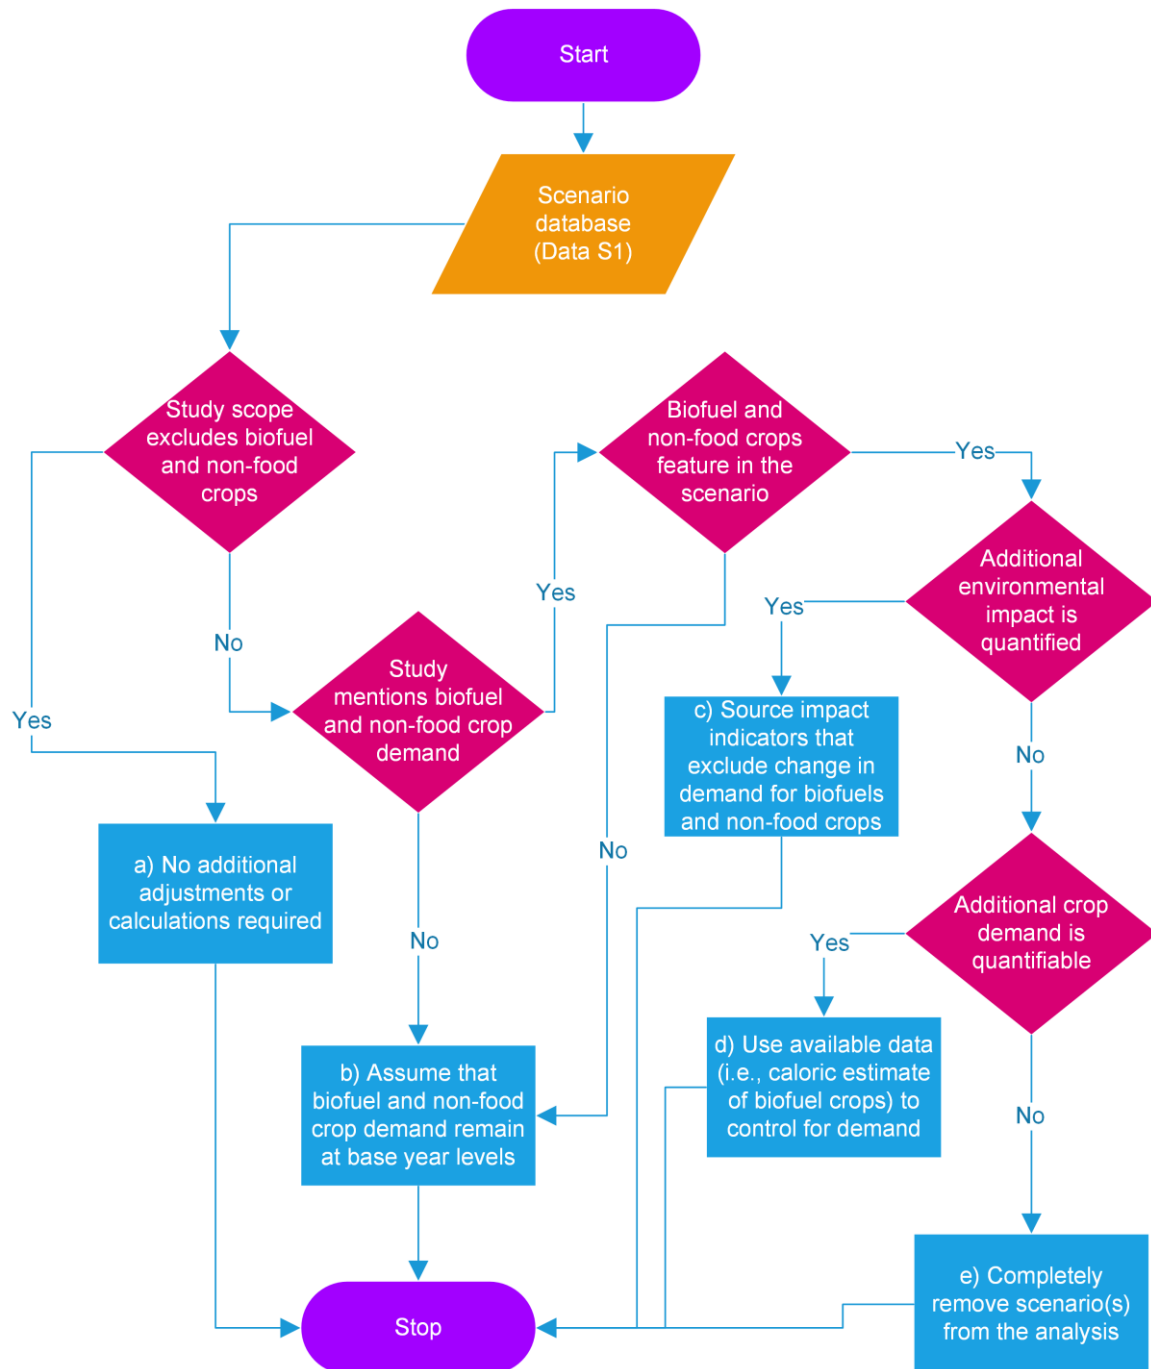 Start
Scenario
database
(Data S1)
Study scope
excludes biofuel
and non-food
crops
Biofuel and
non-food crops
feature in the
scenario
Yes
Additional
environmental
impact is
quantified
Yes
Yes
No
Study
mentions biofuel
and non-food crop
demand
Yes
c) Source impact
indicators that
exclude change in
demand for biofuels
and non-food crops
No
No
a) No additional
adjustments or
calculations required
No
Additional crop
demand is
quantifiable
Yes
b) Assume that
biofuel and non-food
crop demand remain
at base year levels
d) Use available data
(i.e., caloric estimate
of biofuel crops) to
control for demand
No
e) Completely
remove scenario(s)
from the analysis
Stop